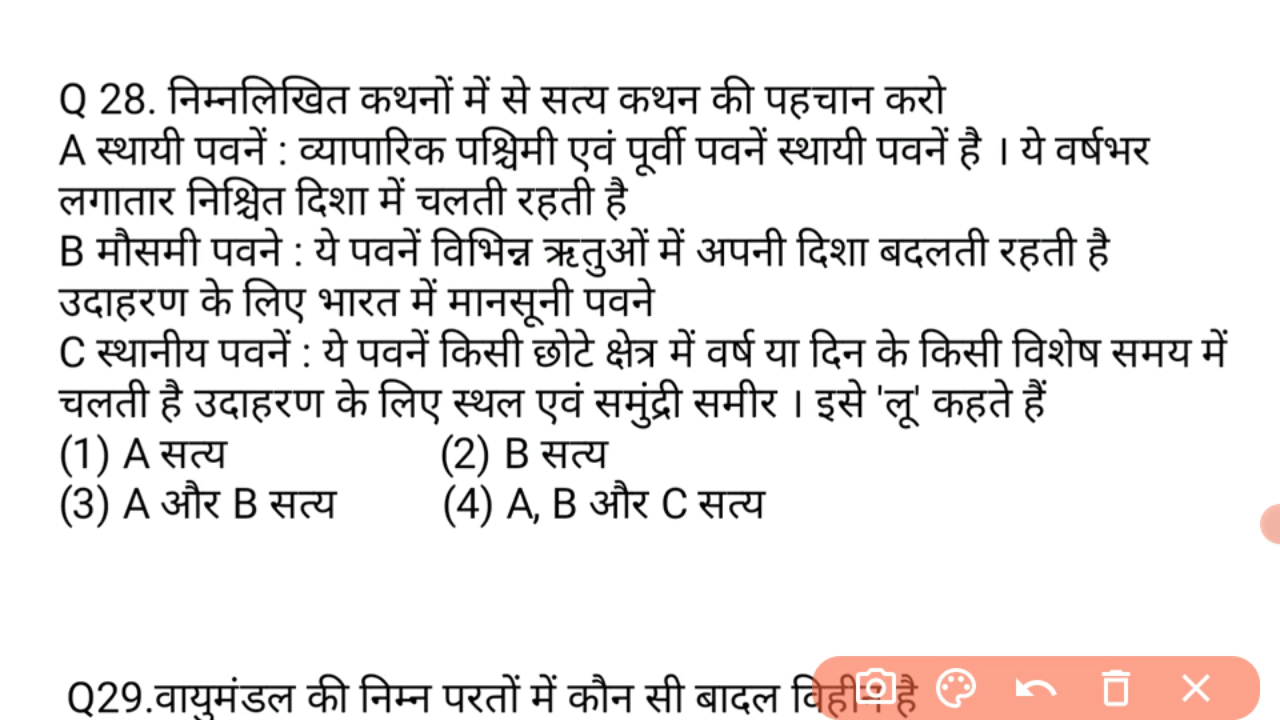 Q 28. निम्नलिखित कथनों में से सत्य कथन की पहचान करो
A स्थायी पवनें : व्यापारिक पश्चिमी एवं पूर्वी पवनें स्थायी पवनें है । ये वर्षभर
लगातार निश्चित दिशा में चलती रहती है
B मौसमी पवने : ये पवनें विभिन्न ऋतुओं में अपनी दिशा बदलती रहती है
उदाहरण के लिए भारत में मानसूनी पवने
C स्थानीय पवनें : ये पवनें किसी छोटे क्षेत्र में वर्ष या दिन के किसी विशेष समय में
चलती है उदाहरण के लिए स्थल एवं समुंद्री समीर । इसे 'लू' कहते हैं
(1) A सत्य (2) B सत्य
(3) A और B सत्य (4) A, B और C सत्य
Q29.वायुमंडल की निम्न परतों में कौन सी बादल विहीन है